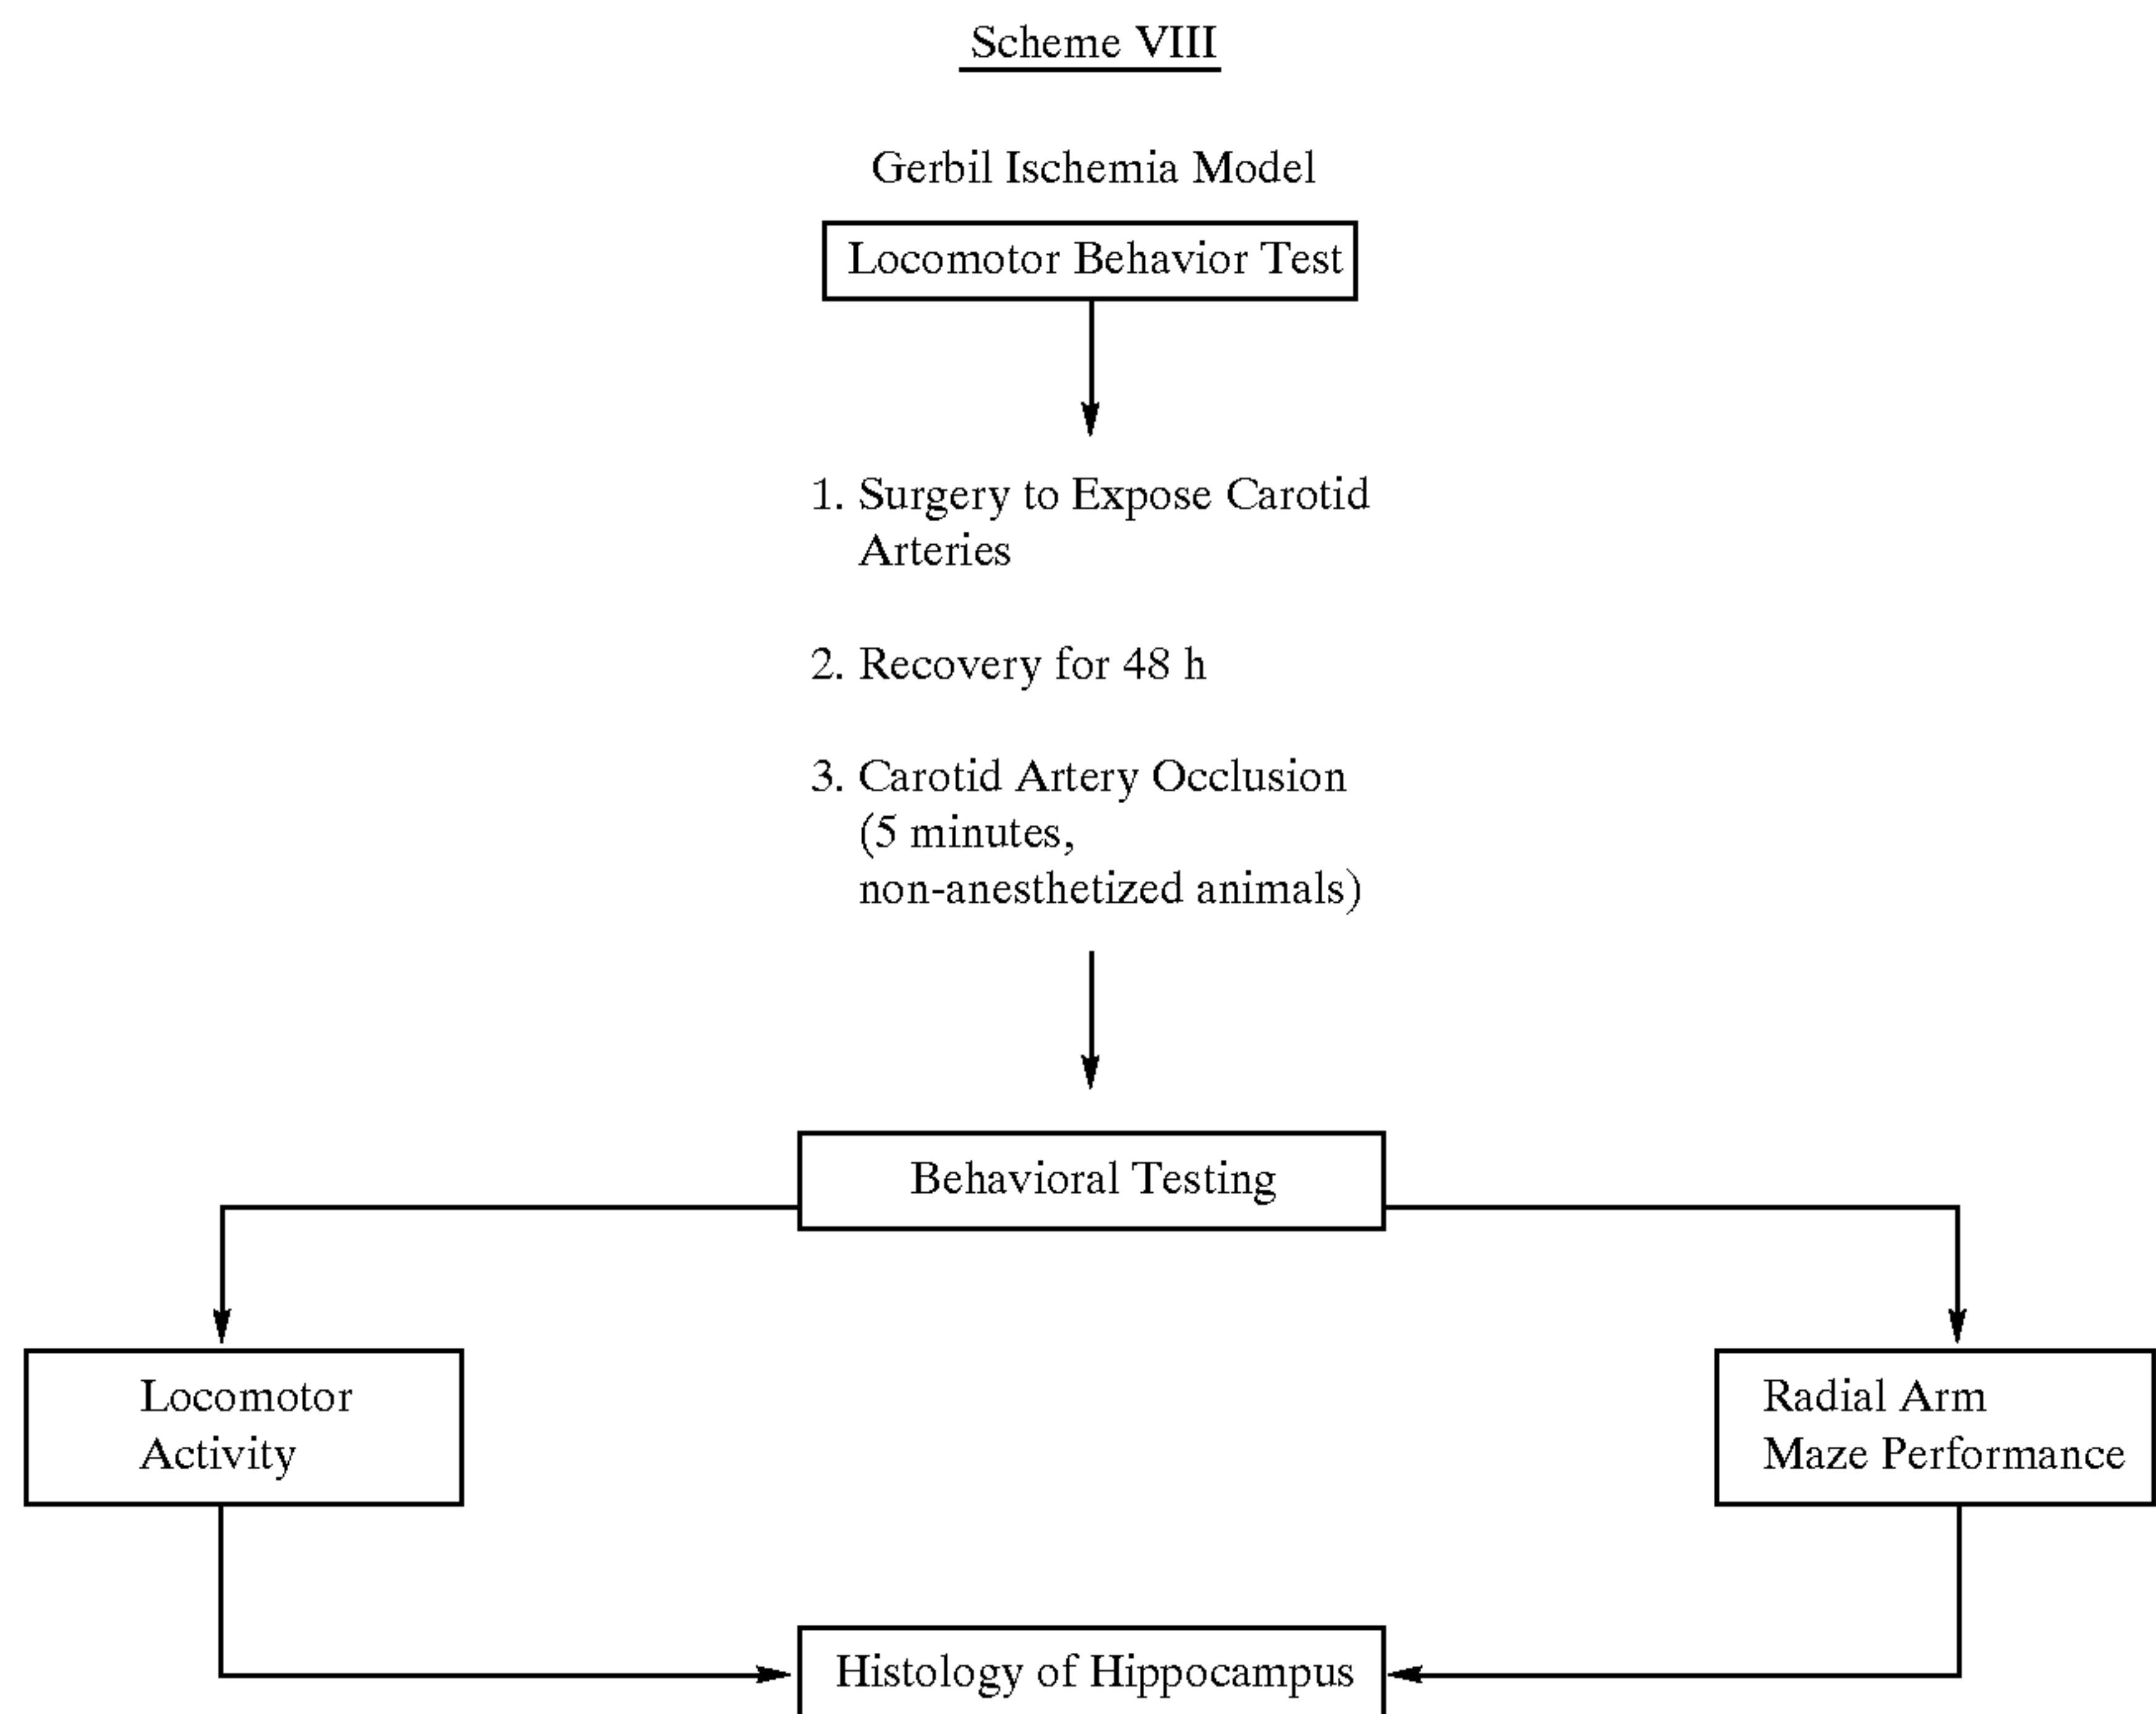 Scheme VIII
Gerbil Ischemia Model
Locomotor Behavior Test
1. Surgery to Expose Carotid
Arteries
2. Recovery for 48 h
3. Carotid Artery Occlusion
(5 minutes,
non-anesthetized animals)
Behavioral Testing
Locomotor
Activity
Radial Arm
Maze Performance
Histology of Hippocampus